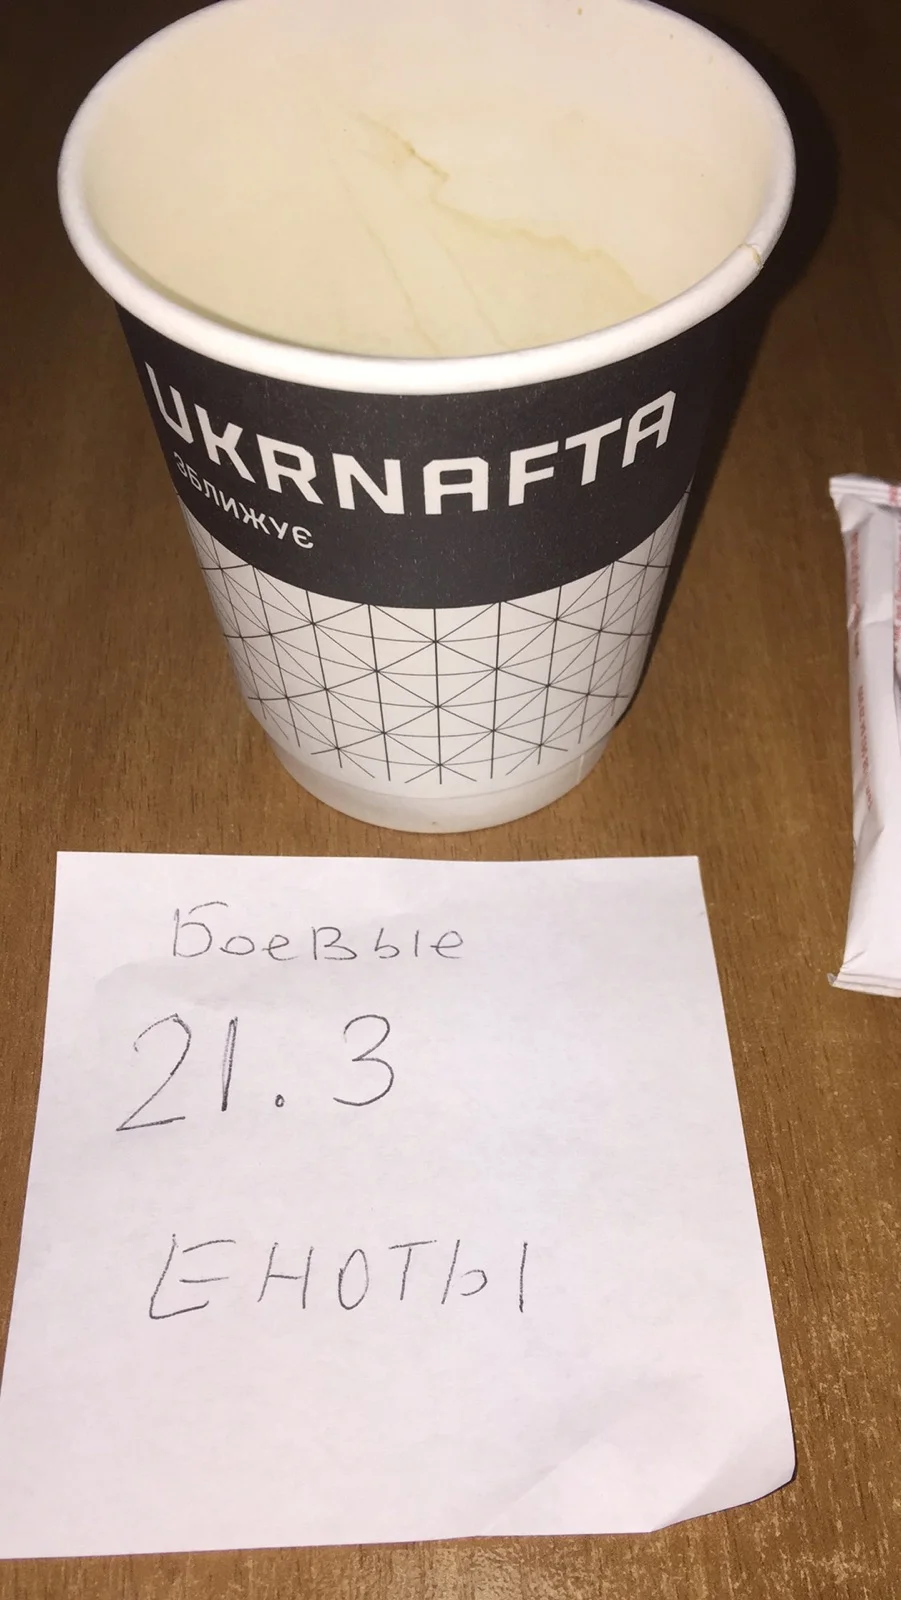 UKRNAFTA
зближує
Боевые
21.3
ЕНОТЫ